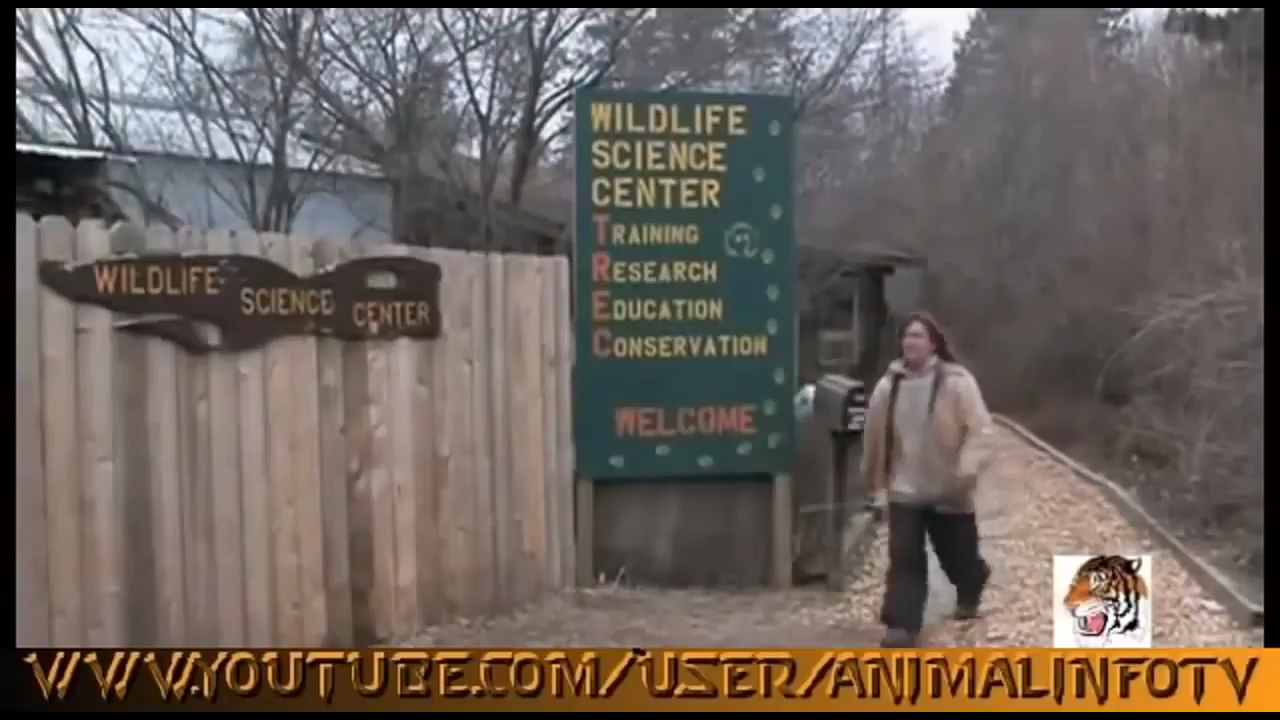 WILDLIFE SCIENCE CENTER
WILDLIFE
SCIENCE
CENTER
TRAINING
RESEARCH
EDUCATION
CONSERVATION
WELCOME
WWW.YOUTUBE.COM/USER/ANIMALINFOTV